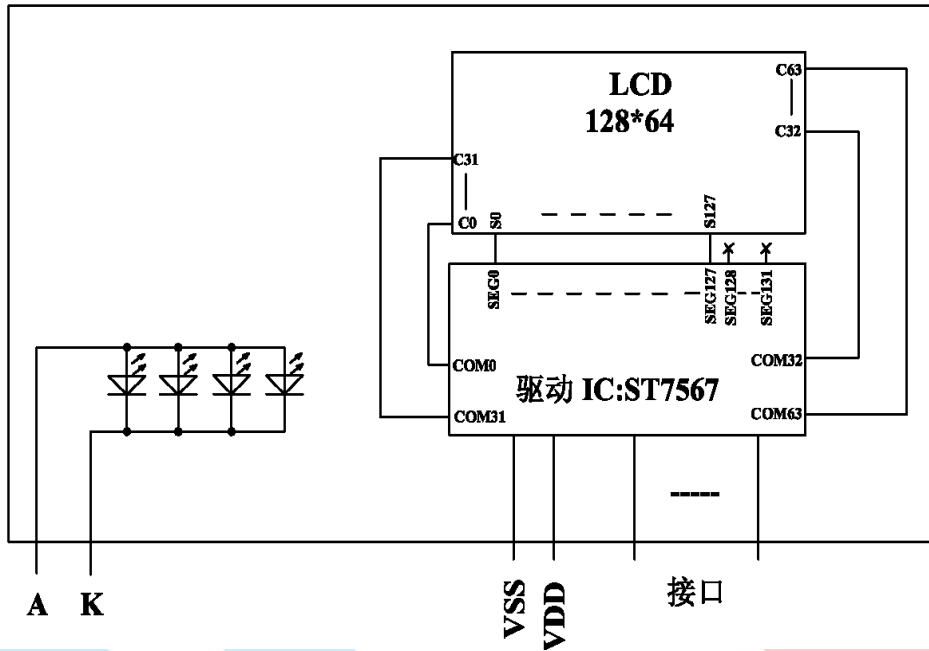 LCD
128*64
C63
C32
C31
C0
S0
S127
SEG0
SEG127
SEG128
SEG131
COM0
COM32
驱动 IC:ST7567
COM31
COM63
A
K
VSS
VDD
接口